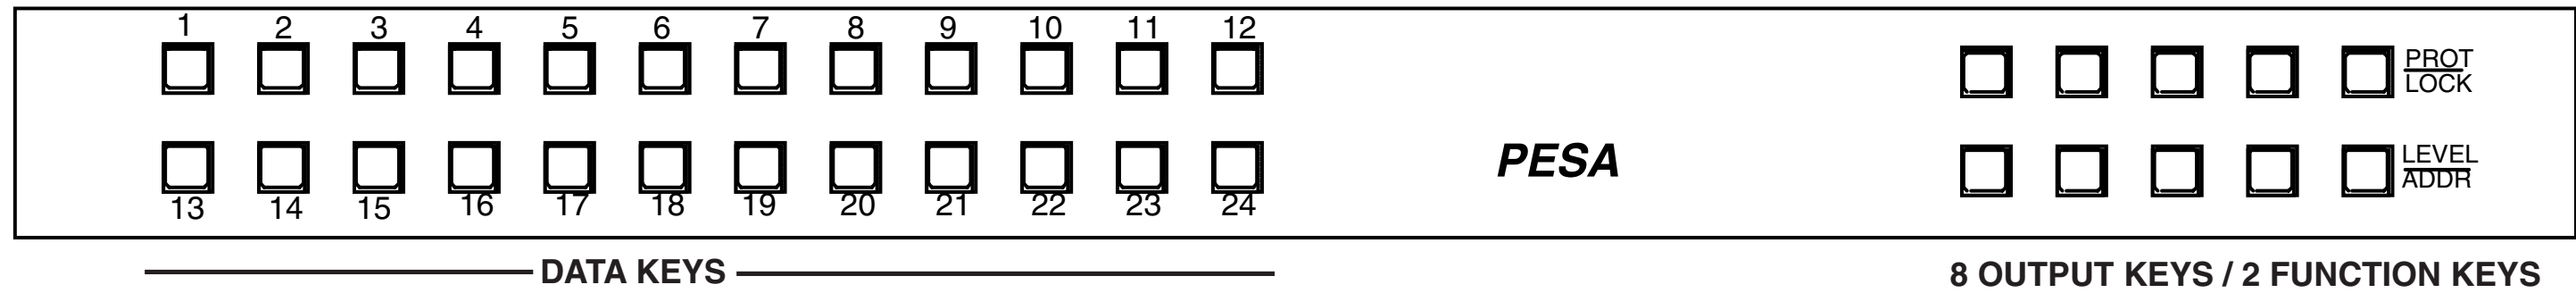 1 2 3 4 5 6 7 8 9 10 11 12
PROT
LOCK
PESA
LEVEL
ADDR
13 14 15 16 17 18 19 20 21 22 23 24
DATA KEYS
8 OUTPUT KEYS / 2 FUNCTION KEYS